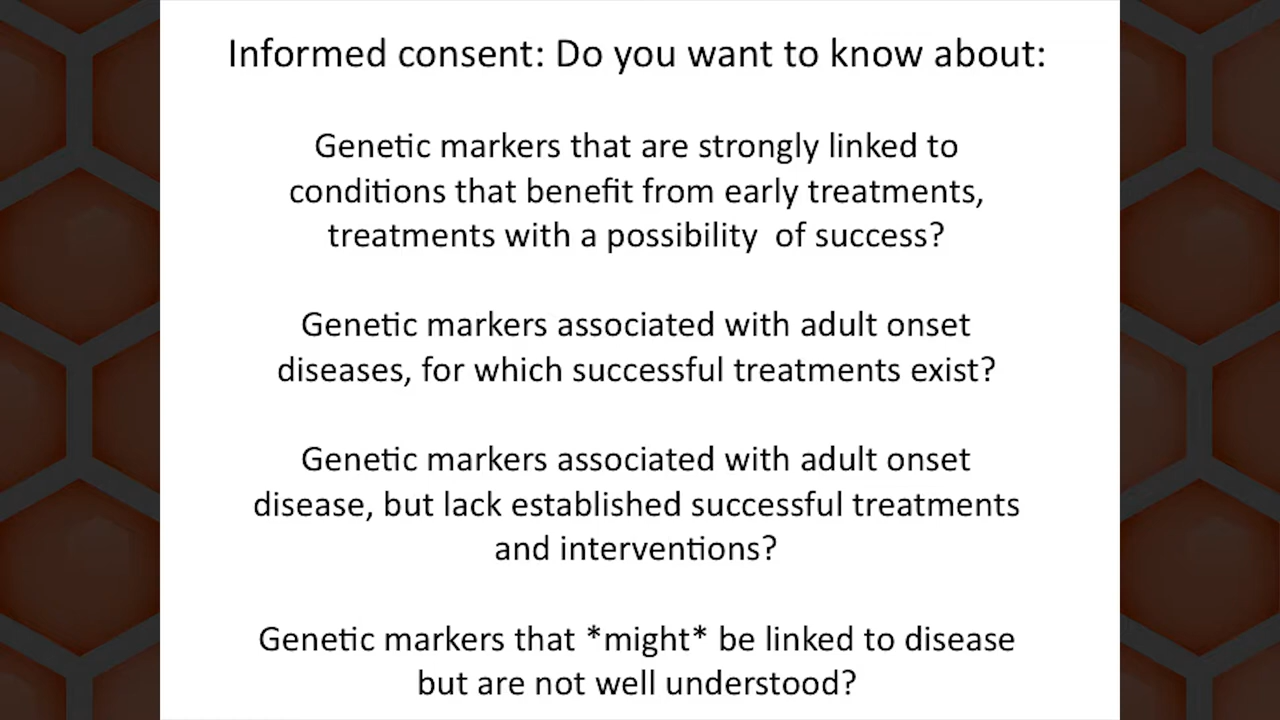 Informed consent: Do you want to know about:
Genetic markers that are strongly linked to
conditions that benefit from early treatments,
treatments with a possibility  of success?
Genetic markers associated with adult onset
diseases, for which successful treatments exist?
Genetic markers associated with adult onset
disease, but lack established successful treatments
and interventions?
Genetic markers that *might* be linked to disease
but are not well understood?